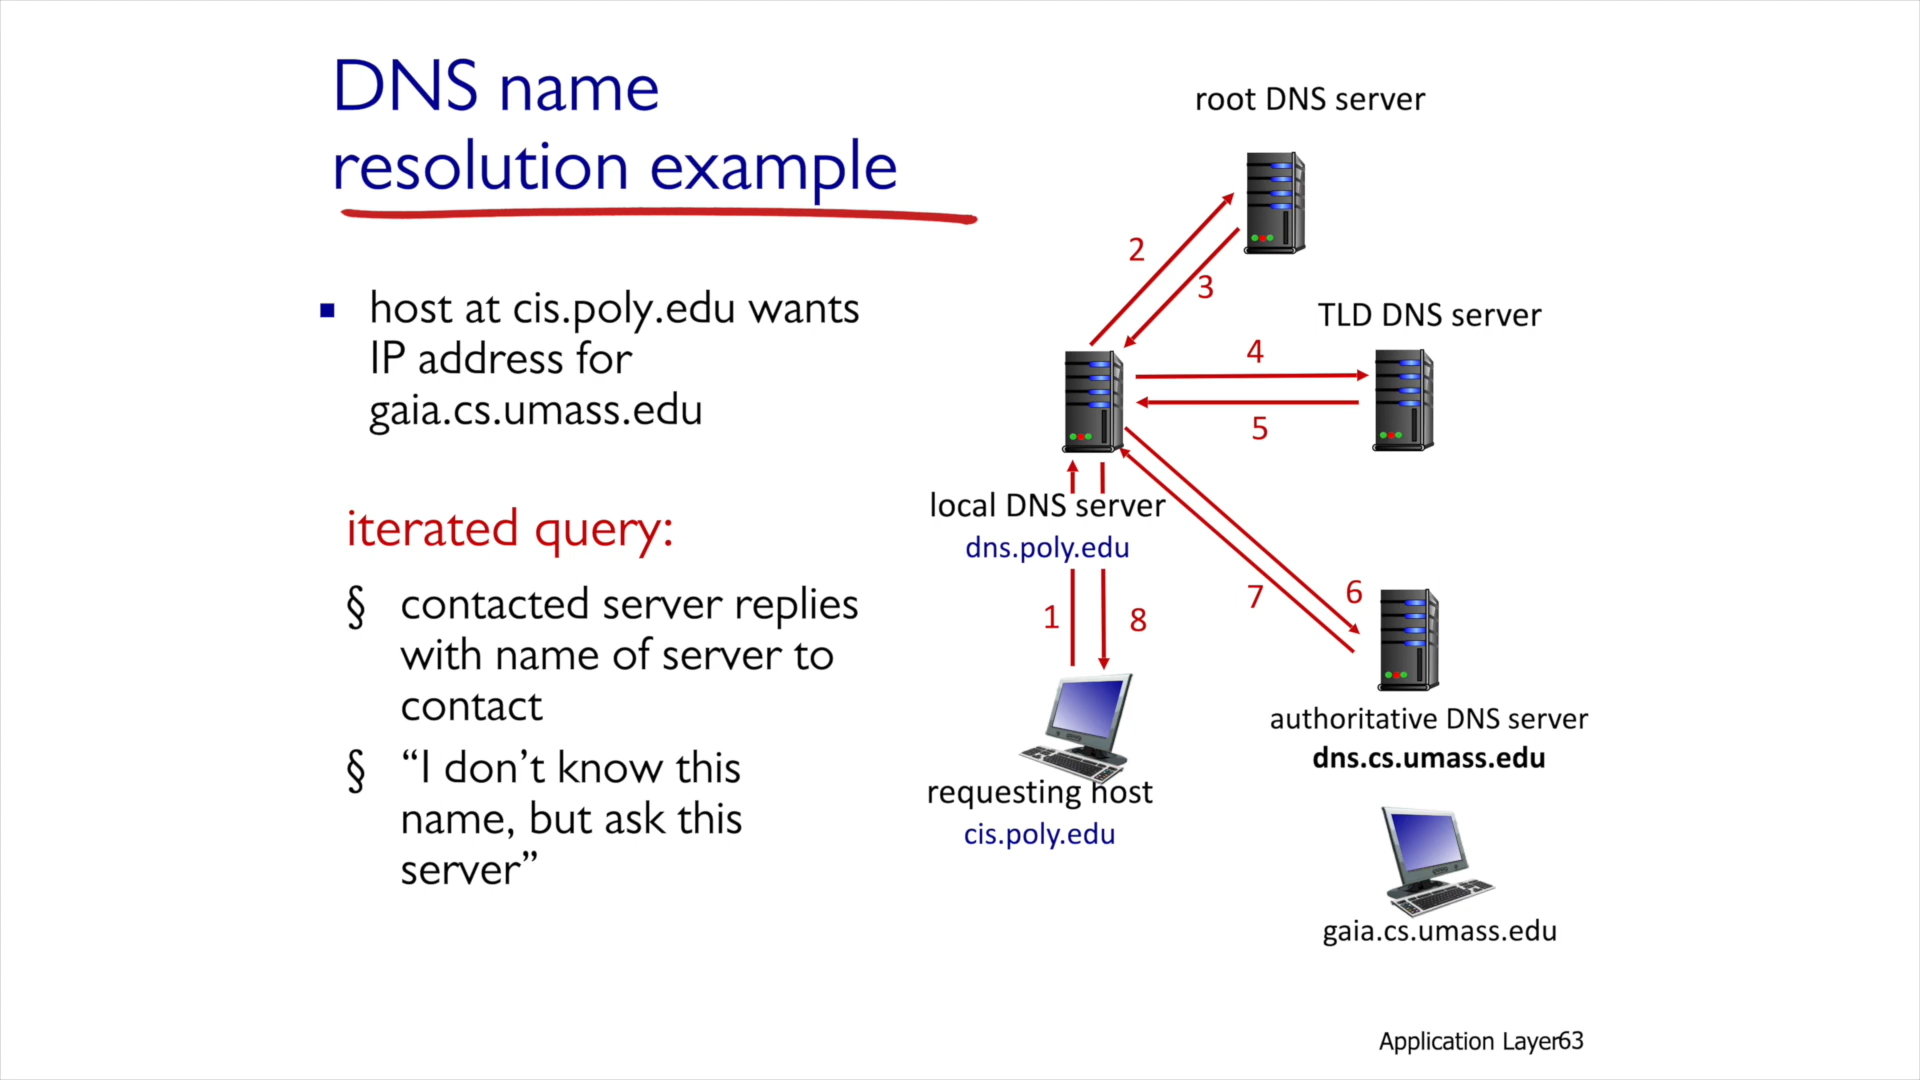 DNS name
resolution example
▪ host at cis.poly.edu wants
IP address for
gaia.cs.umass.edu
iterated query:
§ contacted server replies
with name of server to
contact
§ “I don’t know this
name, but ask this
server”
root DNS server
2
3
TLD DNS server
4
5
local DNS server
dns.poly.edu
1
8
7
6
requesting host
cis.poly.edu
authoritative DNS server
dns.cs.umass.edu
gaia.cs.umass.edu
Application Layer63